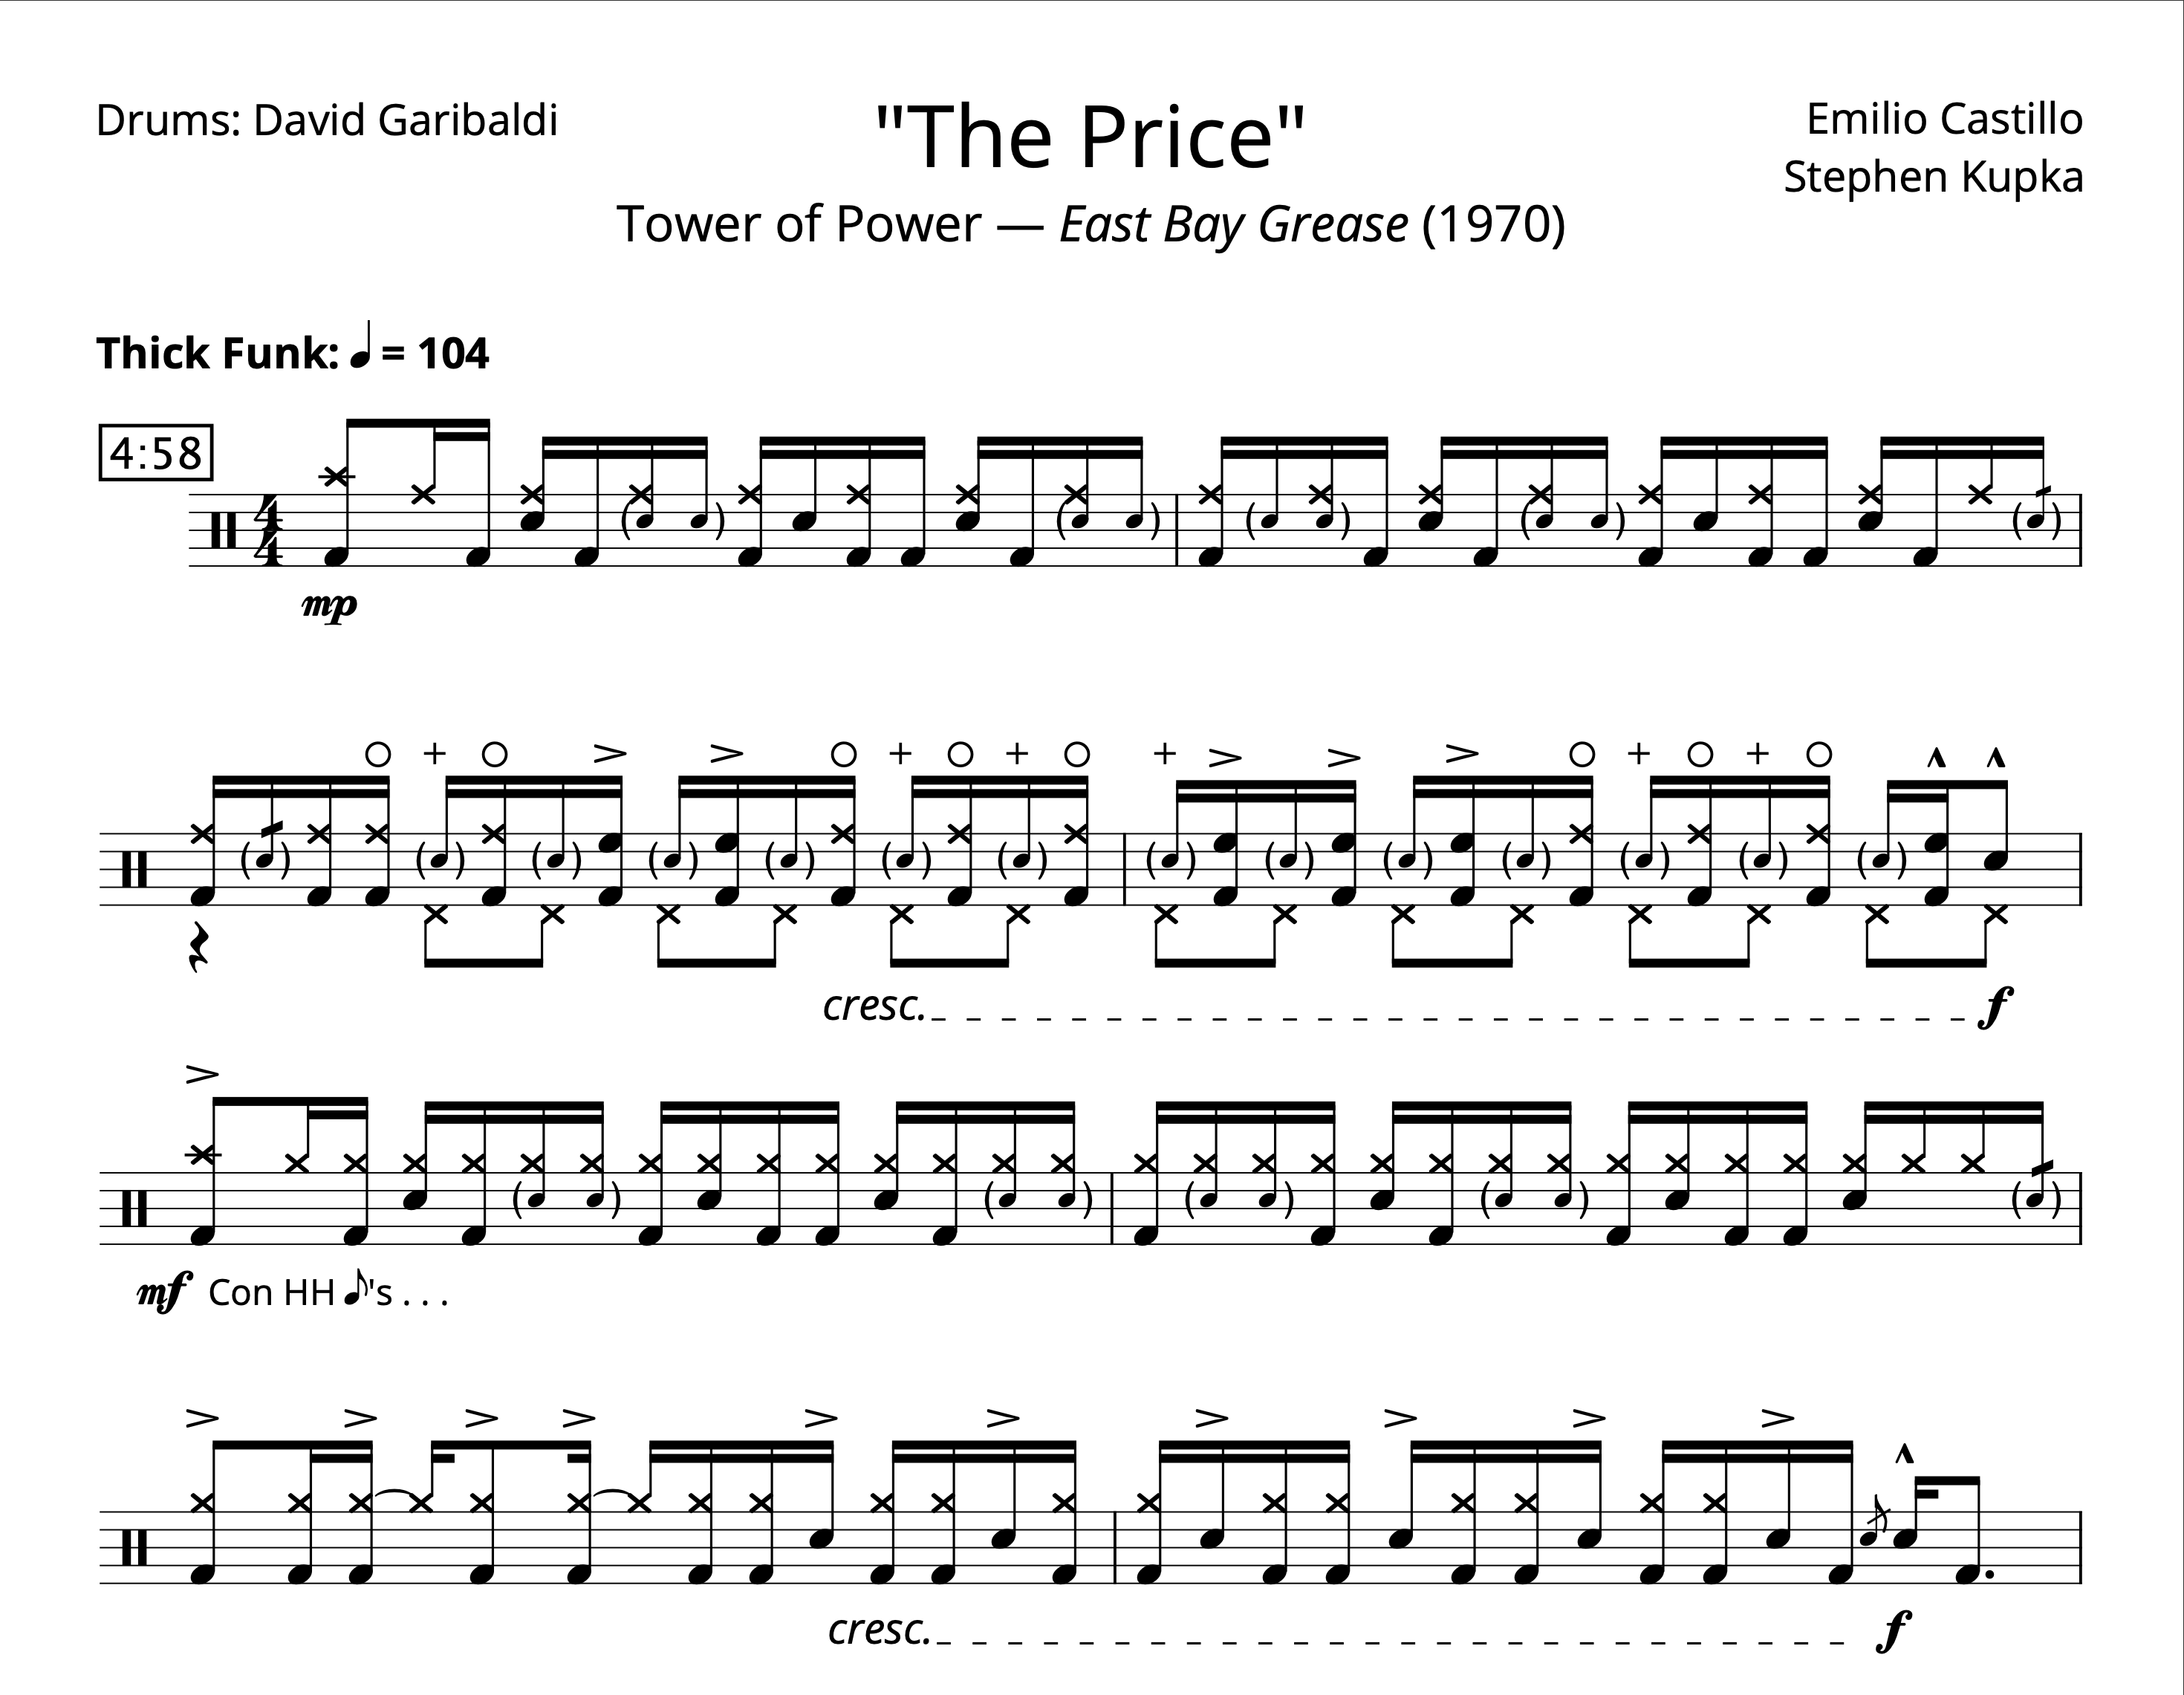 Drums: David Garibaldi
"The Price"
Emilio Castillo
Stephen Kupka
Tower of Power — East Bay Grease (1970)
Thick Funk: ♩ = 104
4:58
4
4
mp
cresc. f
mf Con HH ♪'s . . .
cresc. f